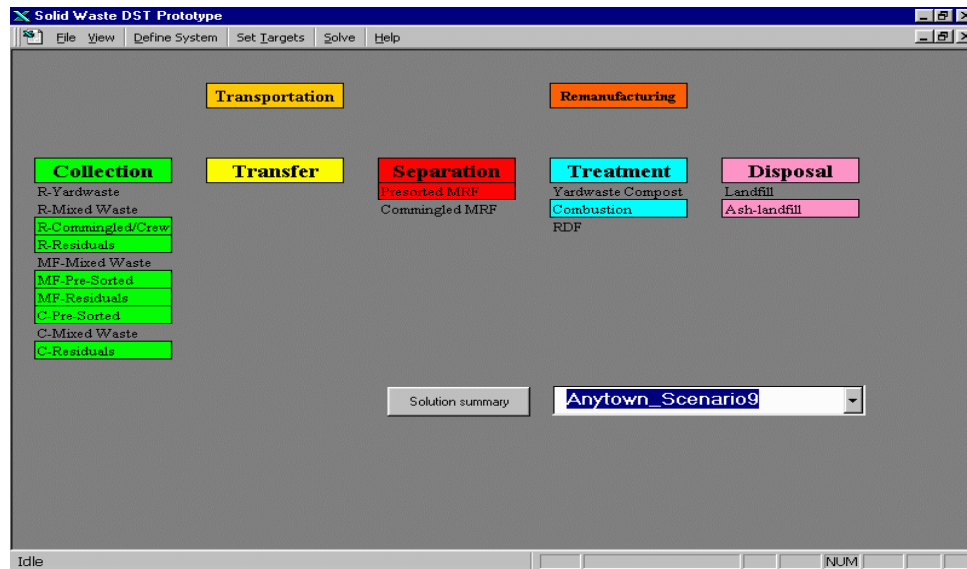 Solid Waste DST Prototype
File View Define System Set Targets Solve Help
Transportation Remanufacturing
Collection Transfer Separation Treatment Disposal
R-Yardwaste Presorted MRF Yardwaste Compost Landfill
R-Mixed Waste Commingled MRF Combustion Ash-landfill
R-Commingled/Crew RDF
R-Residuals
MF-Mixed Waste
MF-Pre-Sorted
MF-Residuals
C-Pre-Sorted
C-Mixed Waste
C-Residuals
Solution summary Anytown_Scenario9
Idle NUM